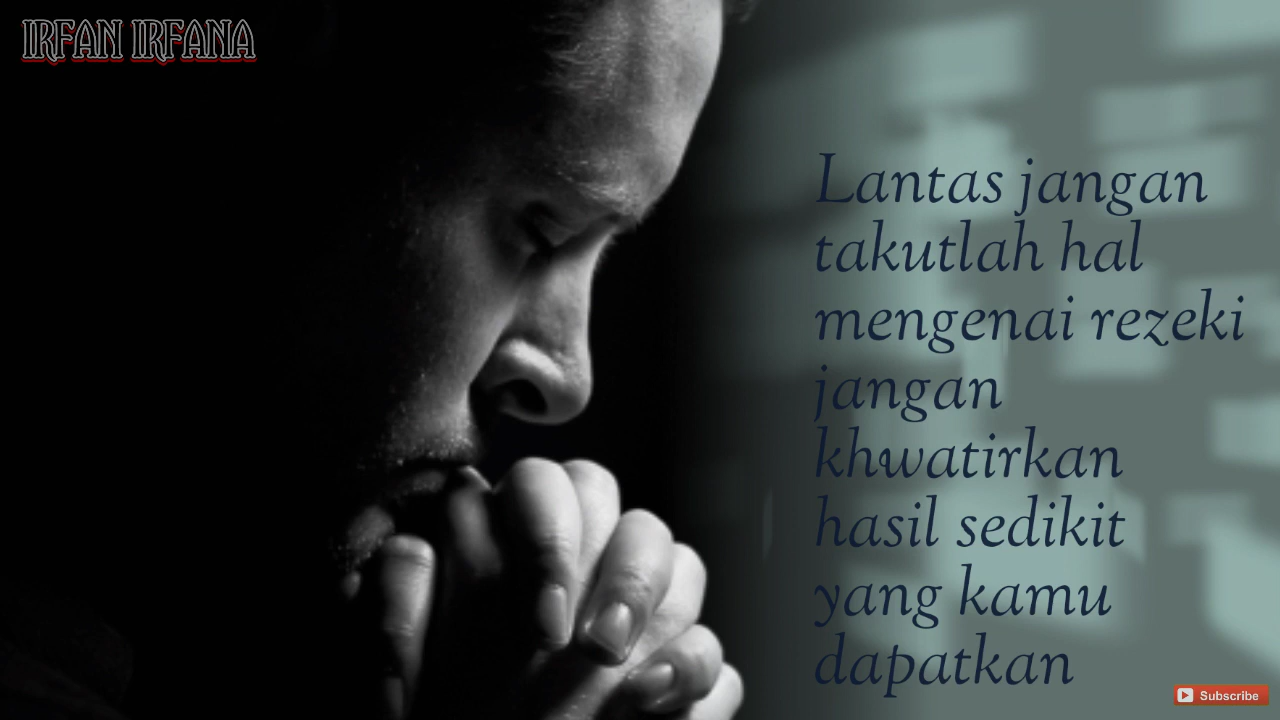 IRFAN IRFANA
Lantas jangan
takutlah hal
mengenai rezeki
jangan
khwatirkan
hasil sedikit
yang kamu
dapatkan
Subscribe